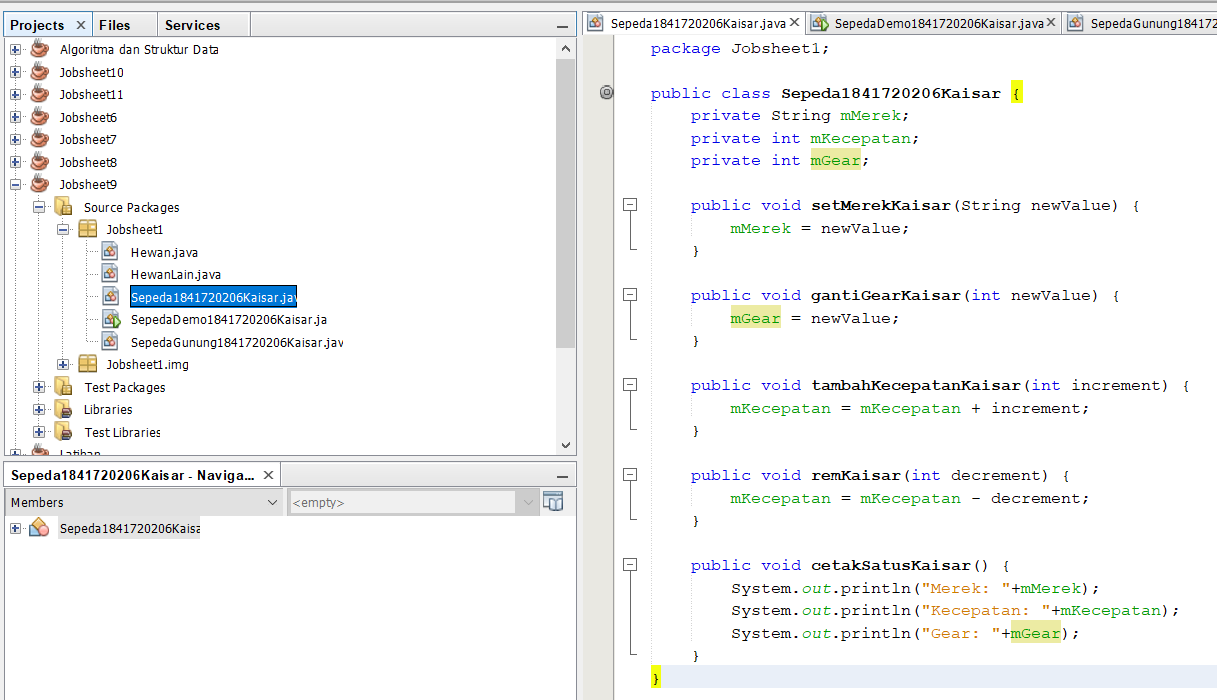 Projects × Files Services
Algoritma dan Struktur Data
Jobsheet10
Jobsheet11
Jobsheet6
Jobsheet7
Jobsheet8
Jobsheet9
Source Packages
Jobsheet1
Hewan.java
HewanLain.java
Sepeda1841720206Kaisar.jav
SepedaDemo1841720206Kaisar.ja
SepedaGunung1841720206Kaisar.jav
Jobsheet1.img
Test Packages
Libraries
Test Libraries
Latihan
Sepeda1841720206Kaisar - Naviga... ×
Members <empty>
Sepeda1841720206Kaisa
Sepeda1841720206Kaisar.java × SepedaDemo1841720206Kaisar.java × SepedaGunung184172
package Jobsheet1;
public class Sepeda1841720206Kaisar {
private String mMerek;
private int mKecepatan;
private int mGear;
public void setMerekKaisar(String newValue) {
mMerek = newValue;
}
public void gantiGearKaisar(int newValue) {
mGear = newValue;
}
public void tambahKecepatanKaisar(int increment) {
mKecepatan = mKecepatan + increment;
}
public void remKaisar(int decrement) {
mKecepatan = mKecepatan - decrement;
}
public void cetakSatusKaisar() {
System.out.println("Merek: "+mMerek);
System.out.println("Kecepatan: "+mKecepatan);
System.out.println("Gear: "+mGear);
}
}